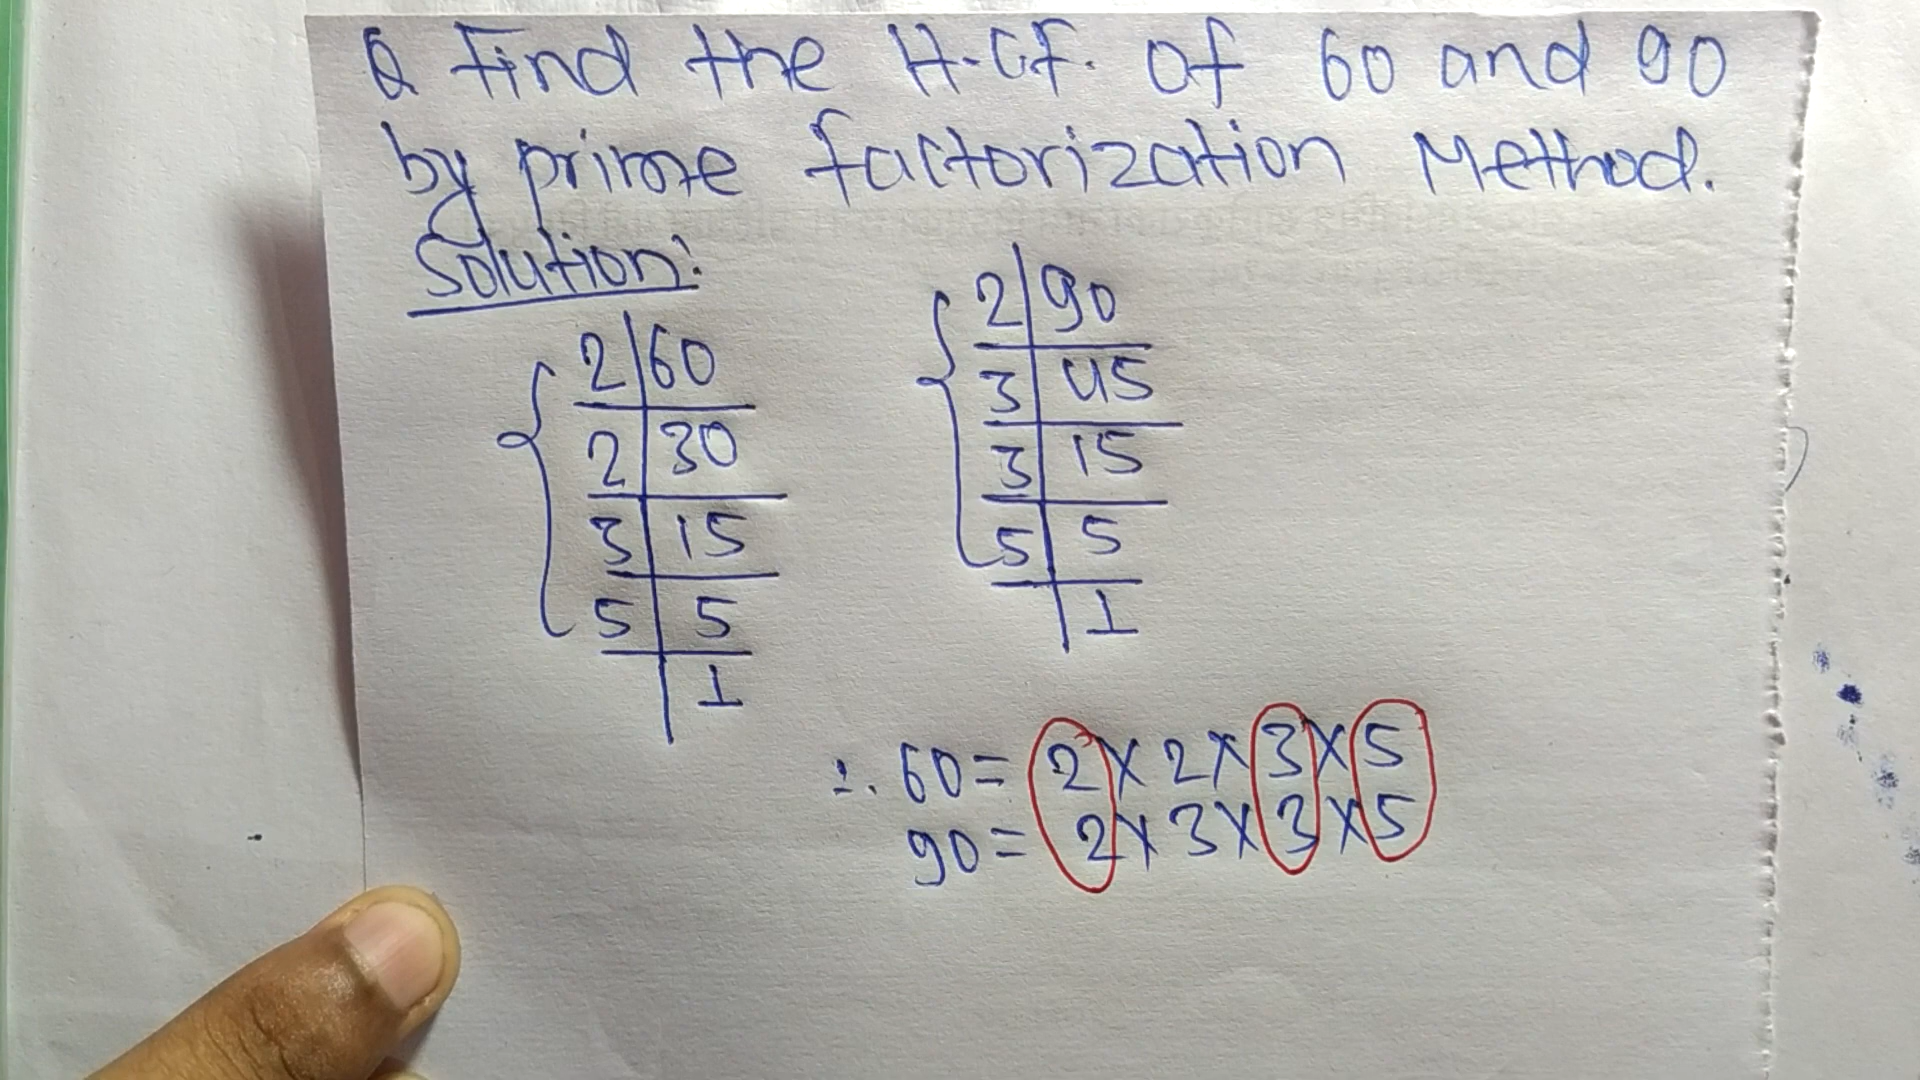 Q Find the H.C.F. Of 60 and 90
by prime factorization Method.
Solution:
2|60
2|30
3|15
5|5
1
2|90
3|45
3|15
5|5
1
∴ 60 = 2 × 2 × 3 × 5
90 = 2 × 3 × 3 × 5